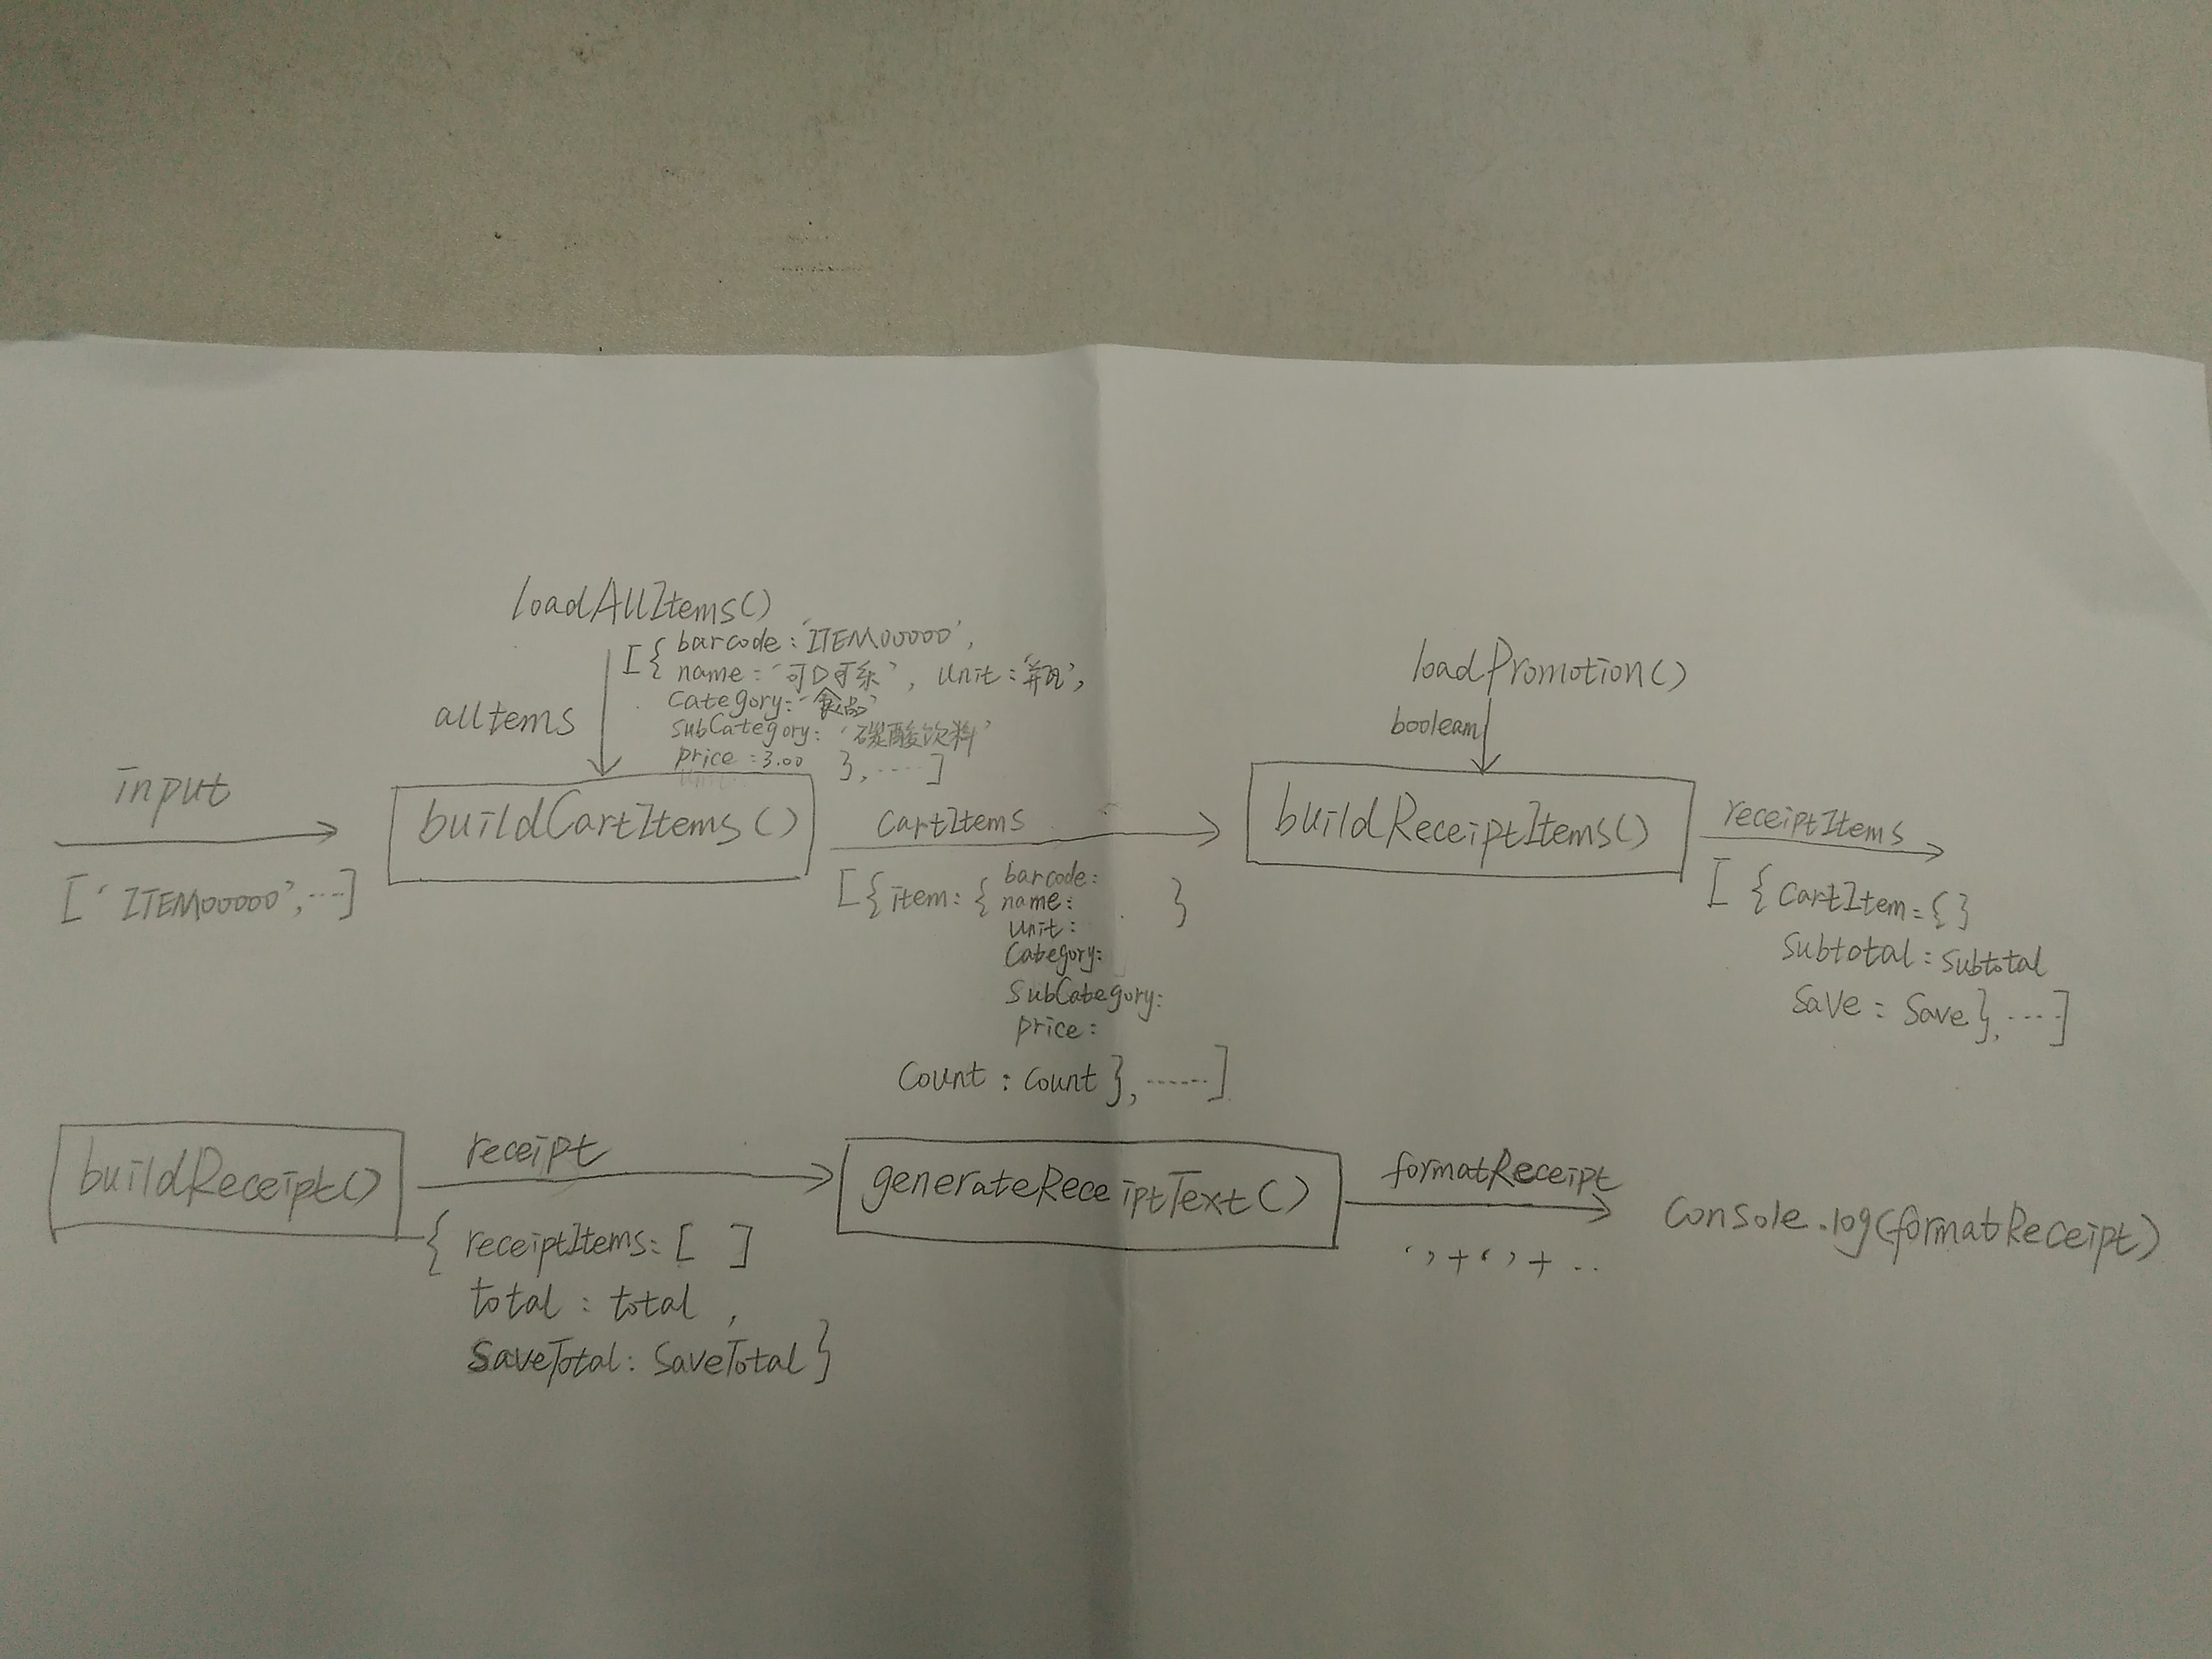 loadAllItems()
[{ barcode: 'ITEM00000',
name: '可口可乐', unit: '瓶',
category: '食品'
subCategory: '碳酸饮料'
price: 3.00 }, ....]
allItems
loadPromotion()
boolean
input
buildCartItems()
cartItems
buildReceiptItems()
receiptItems
['ITEM00000', ....]
[{ item: { barcode:
name: }
unit:
category:
subCategory:
price:
count: count }, ......]
[ { cartItem: { }
subtotal: subtotal
save: save }, ....]
buildReceipt()
receipt
generateReceiptText()
formatReceipt
console.log(formatReceipt)
{ receiptItems: [ ]
total: total ,
saveTotal: saveTotal }
' ' + ' ' + ..